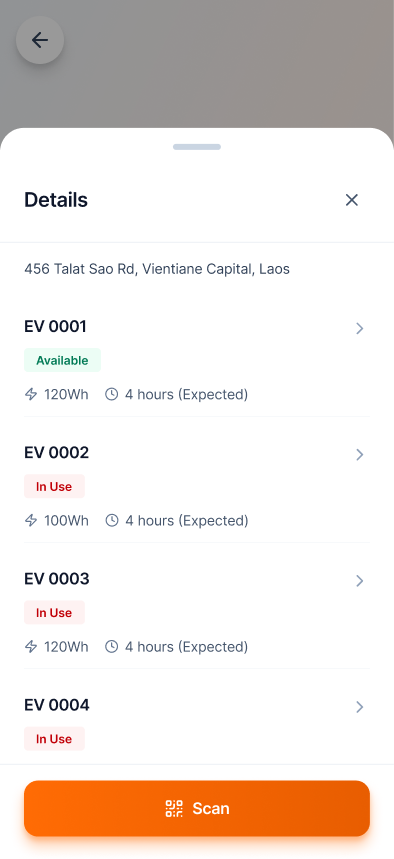 Details
456 Talat Sao Rd, Vientiane Capital, Laos
EV 0001
Available
120Wh 4 hours (Expected)
EV 0002
In Use
100Wh 4 hours (Expected)
EV 0003
In Use
120Wh 4 hours (Expected)
EV 0004
In Use
Scan